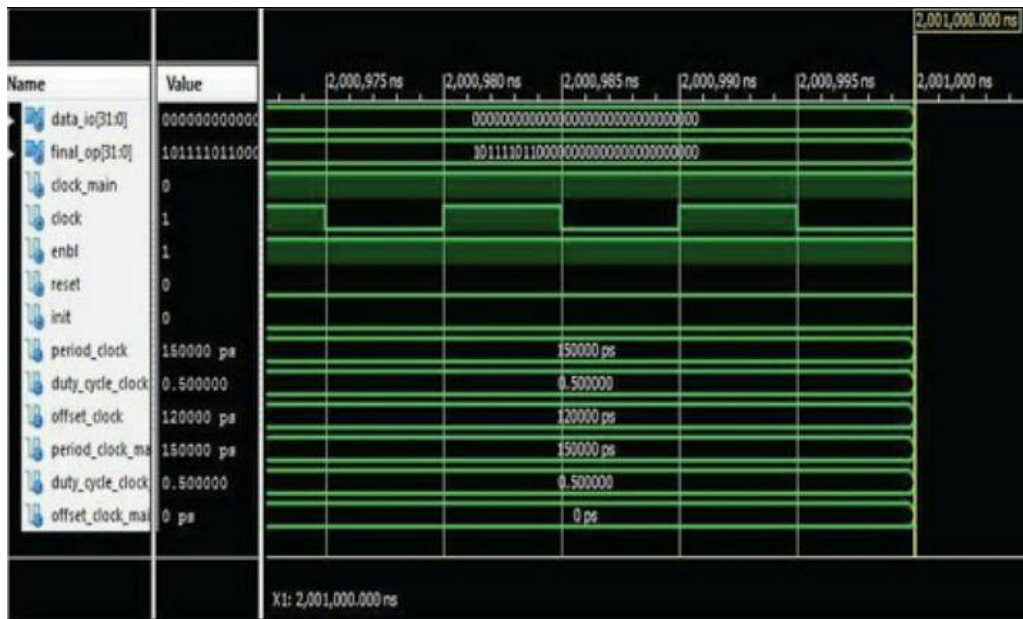 2,001,000.000 ns
Name Value 2,000,975 ns 2,000,980 ns 2,000,985 ns 2,000,990 ns 2,000,995 ns 2,001,000 ns
data_io[31:0] 000000000000 00000000000000000000000000000000
final_op[31:0] 101111011000 10111101100000000000000000000000
clock_main 0
clock 1
enbl 1
reset 0
init 0
period_clock 150000 ps 150000 ps
duty_cycle_clock 0.500000 0.500000
offset_clock 120000 ps 120000 ps
period_clock_ma 150000 ps 150000 ps
duty_cycle_clock 0.500000 0.500000
offset_clock_mai 0 ps 0 ps
X1: 2,001,000.000 ns